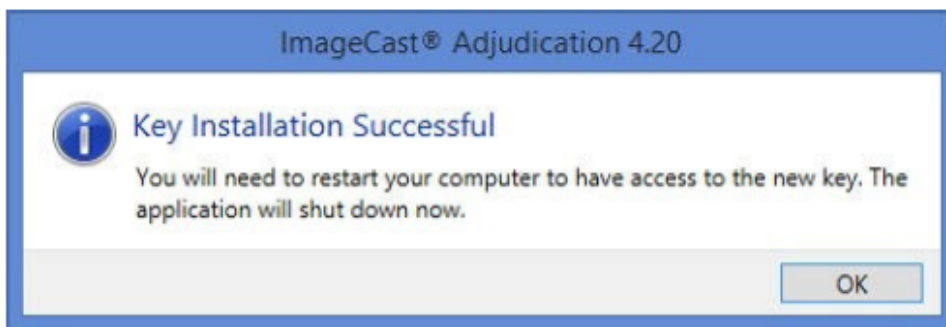 ImageCast® Adjudication 4.20
Key Installation Successful
You will need to restart your computer to have access to the new key. The
application will shut down now.
OK